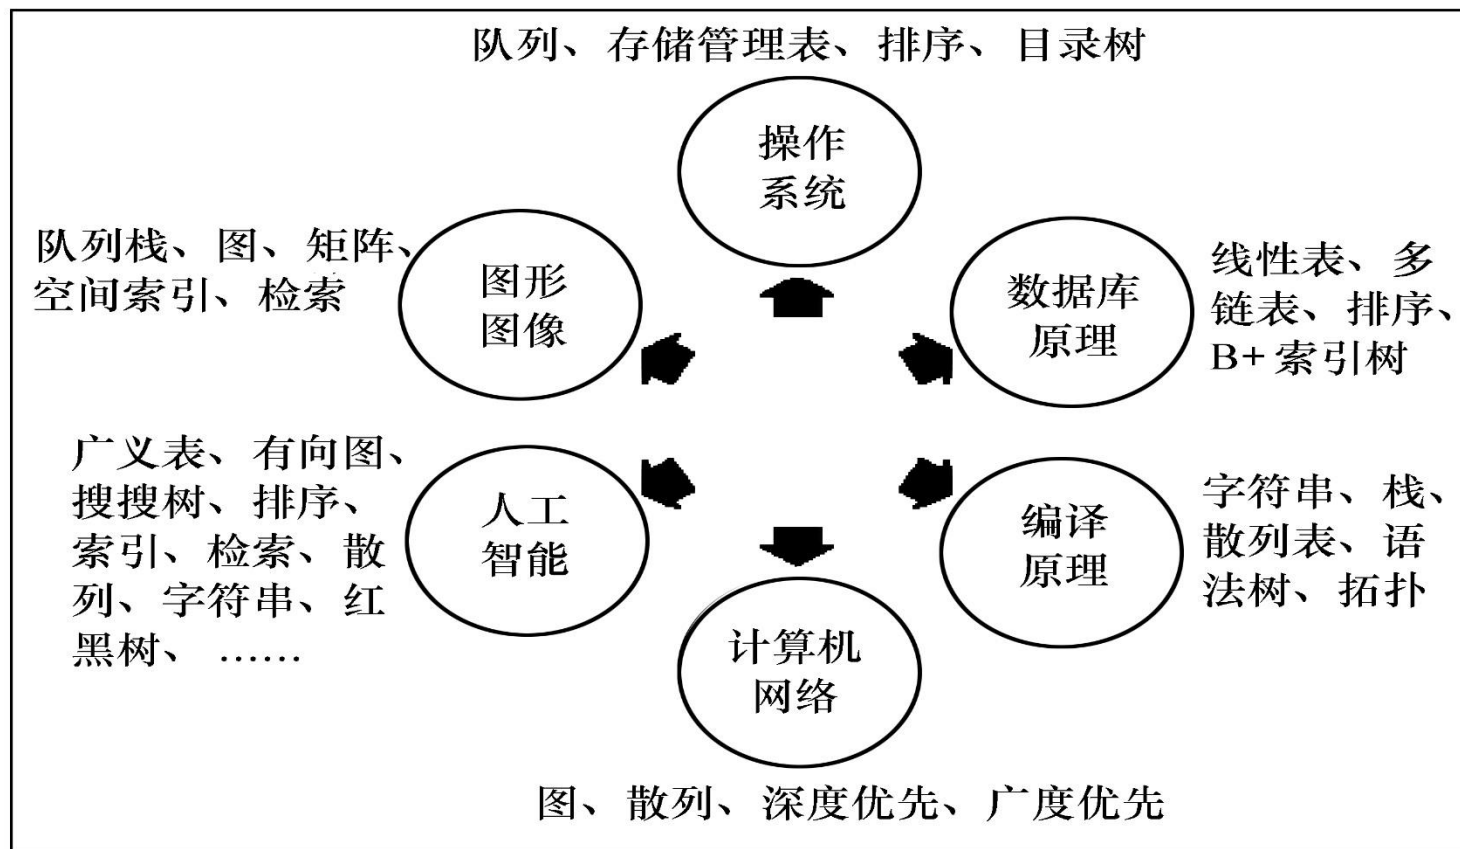 队列、存储管理表、排序、目录树
操作
系统
队列栈、图、矩阵、
空间索引、检索
图形
图像
数据库
原理
线性表、多
链表、排序、
B+索引树
广义表、有向图、
搜搜树、排序、
索引、检索、散
列、字符串、红
黑树、……
人工
智能
编译
原理
字符串、栈、
散列表、语
法树、拓扑
计算机
网络
图、散列、深度优先、广度优先